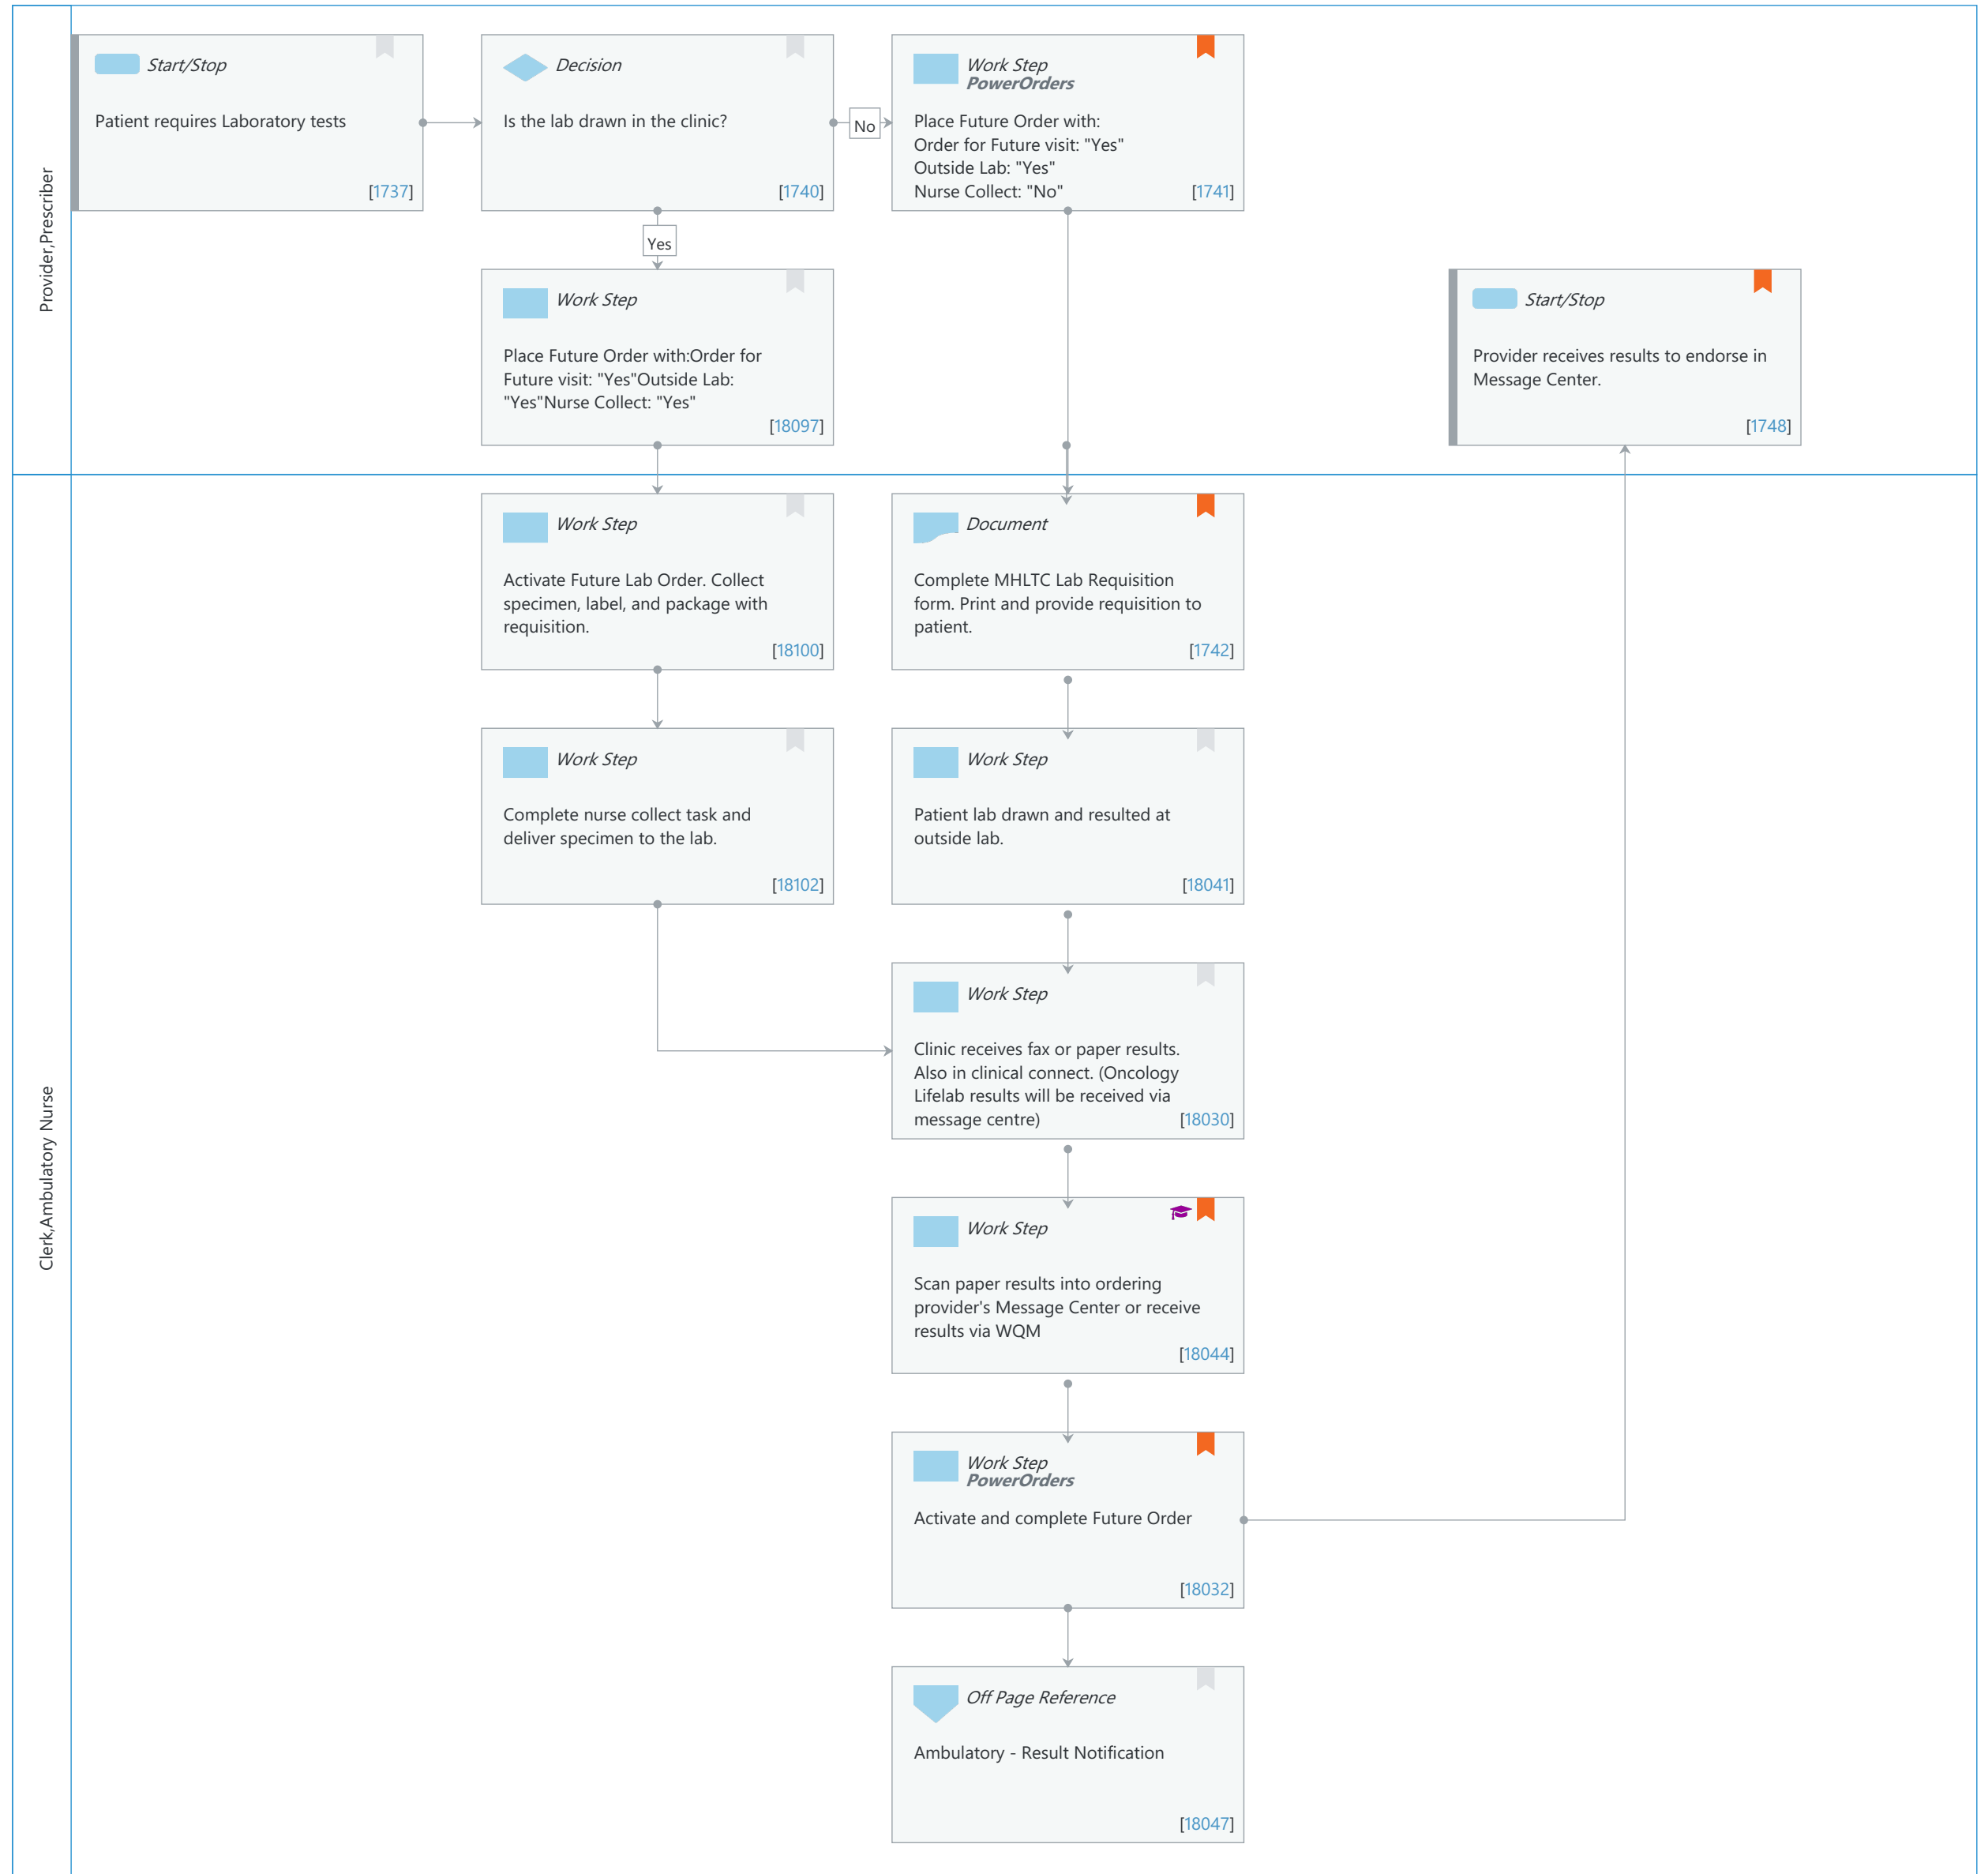 Provider,Prescriber
Start/Stop
Patient requires Laboratory tests
[1737]
Decision
Is the lab drawn in the clinic?
[1740]
No
Work Step
PowerOrders
Place Future Order with:
Order for Future visit: "Yes"
Outside Lab: "Yes"
Nurse Collect: "No"
[1741]
Yes
Work Step
Place Future Order with:Order for
Future visit: "Yes"Outside Lab:
"Yes"Nurse Collect: "Yes"
[18097]
Start/Stop
Provider receives results to endorse in
Message Center.
[1748]
Clerk,Ambulatory Nurse
Work Step
Activate Future Lab Order. Collect
specimen, label, and package with
requisition.
[18100]
Document
Complete MHLTC Lab Requisition
form. Print and provide requisition to
patient.
[1742]
Work Step
Complete nurse collect task and
deliver specimen to the lab.
[18102]
Work Step
Patient lab drawn and resulted at
outside lab.
[18041]
Work Step
Clinic receives fax or paper results.
Also in clinical connect. (Oncology
Lifelab results will be received via
message centre)
[18030]
Work Step
Scan paper results into ordering
provider's Message Center or receive
results via WQM
[18044]
Work Step
PowerOrders
Activate and complete Future Order
[18032]
Off Page Reference
Ambulatory - Result Notification
[18047]